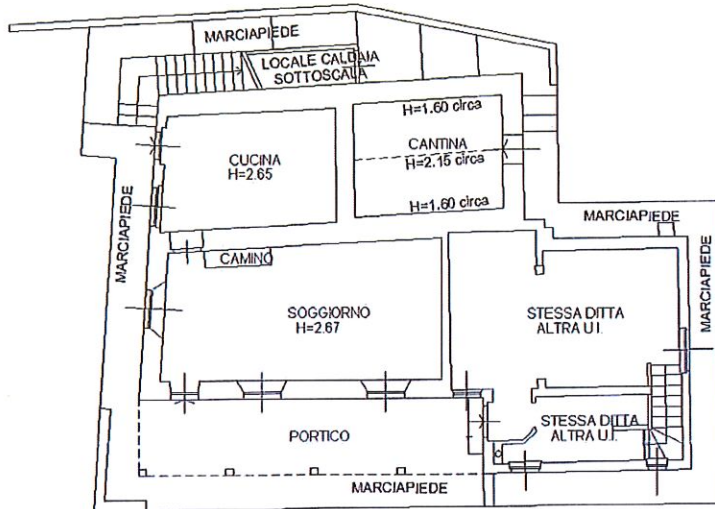 MARCIAPIEDE
LOCALE CALDAIA
SOTTOSCALA
H=1.60 circa
CUCINA
H=2.65
CANTINA
H=2.15 circa
H=1.60 circa
MARCIAPIEDE
MARCIAPIEDE
MARCIAPIEDE
CAMINO
SOGGIORNO
H=2.67
STESSA DITTA
ALTRA U.I.
STESSA DITTA
ALTRA U.I.
PORTICO
MARCIAPIEDE